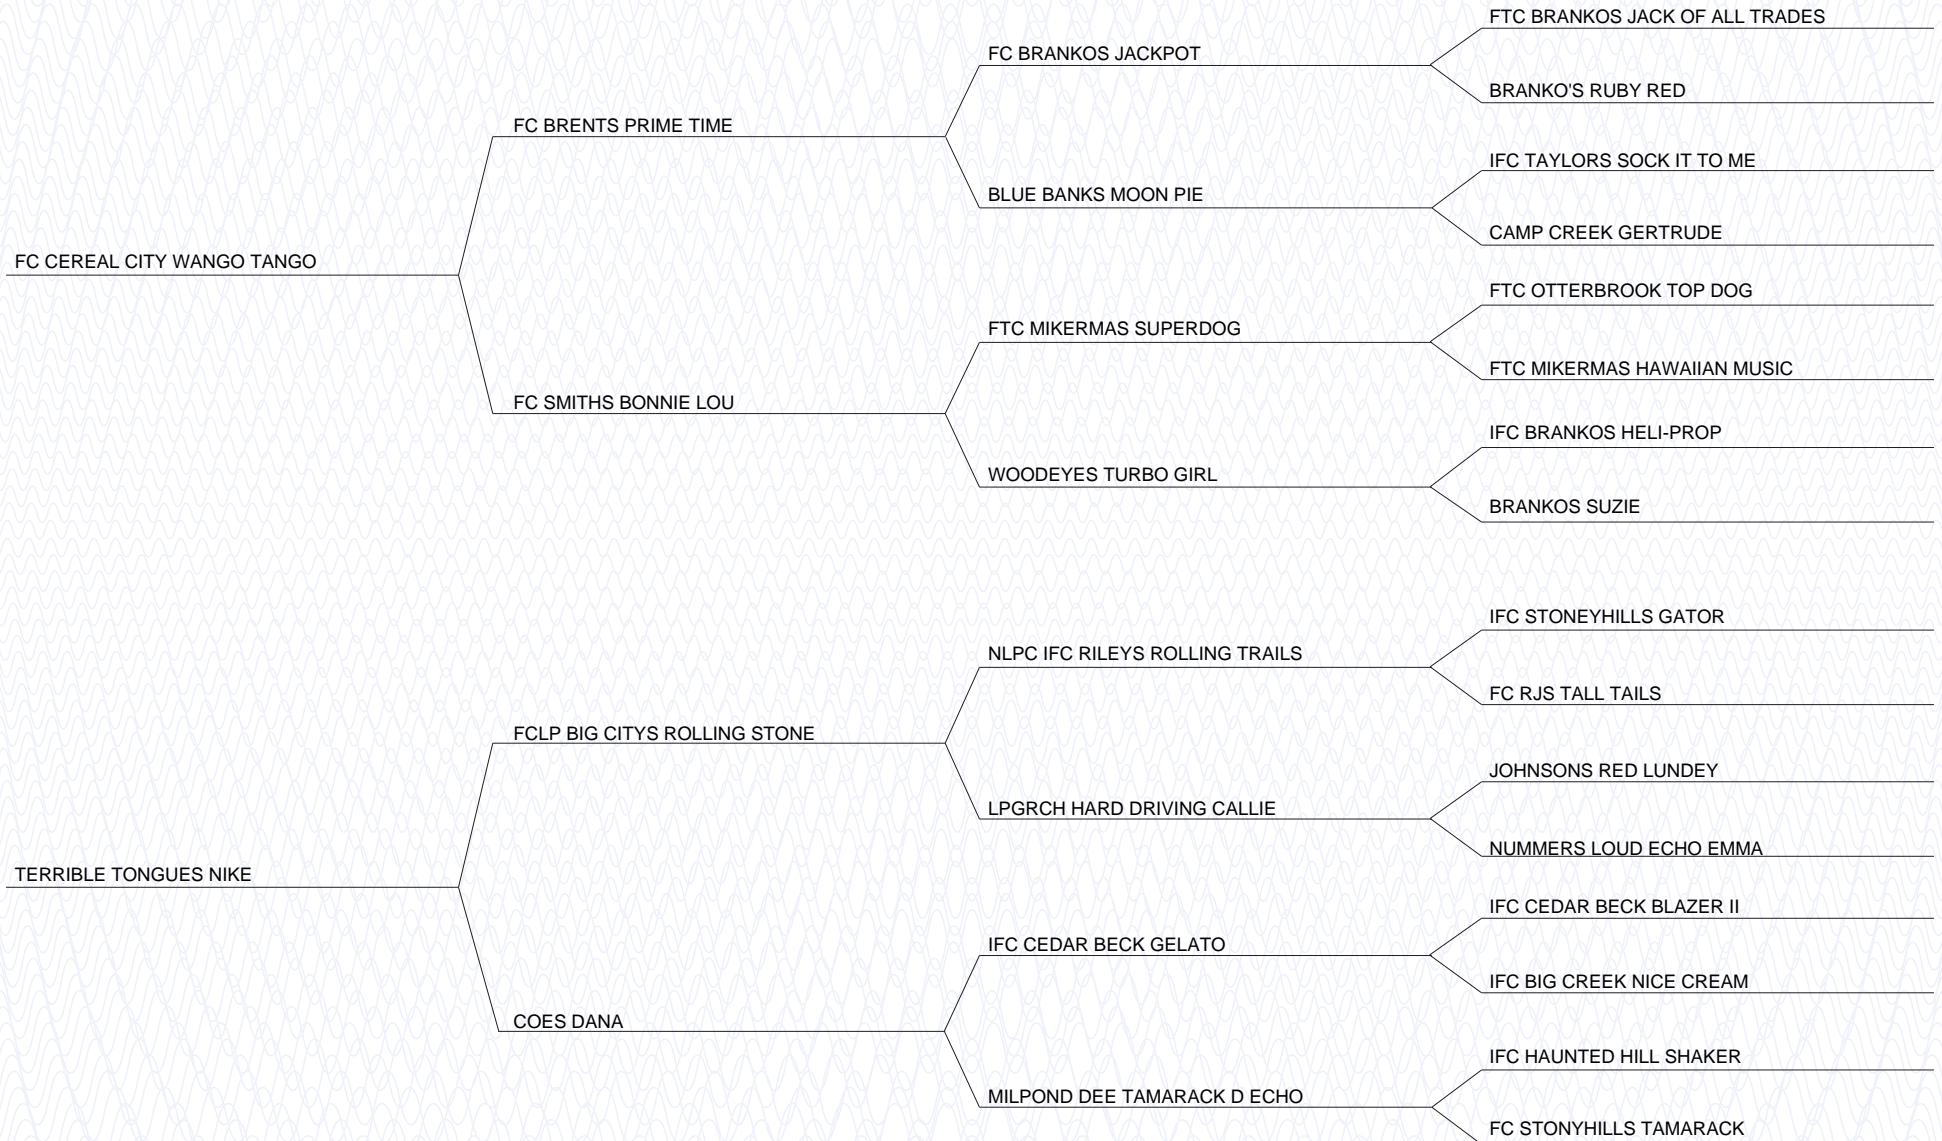 FTC BRANKOS JACK OF ALL TRADES
FC BRANKOS JACKPOT
BRANKO'S RUBY RED
FC BRENTS PRIME TIME
IFC TAYLORS SOCK IT TO ME
BLUE BANKS MOON PIE
CAMP CREEK GERTRUDE
FC CEREAL CITY WANGO TANGO
FTC OTTERBROOK TOP DOG
FTC MIKERMAS SUPERDOG
FTC MIKERMAS HAWAIIAN MUSIC
FC SMITHS BONNIE LOU
IFC BRANKOS HELI-PROP
WOODEYES TURBO GIRL
BRANKOS SUZIE
IFC STONEYHILLS GATOR
NLPC IFC RILEYS ROLLING TRAILS
FC RJS TALL TAILS
FCLP BIG CITYS ROLLING STONE
JOHNSONS RED LUNDEY
LPGRCH HARD DRIVING CALLIE
NUMMERS LOUD ECHO EMMA
TERRIBLE TONGUES NIKE
IFC CEDAR BECK BLAZER II
IFC CEDAR BECK GELATO
IFC BIG CREEK NICE CREAM
COES DANA
IFC HAUNTED HILL SHAKER
MILPOND DEE TAMARACK D ECHO
FC STONYHILLS TAMARACK